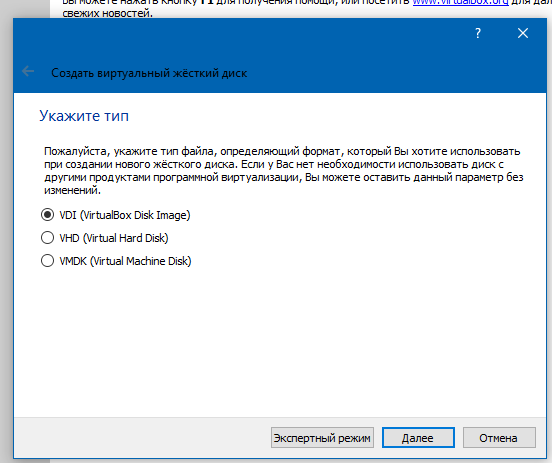 Вы можете нажать кнопку F1 для получения помощи, или посетить www.virtualbox.org для
свежих новостей.
?
Создать виртуальный жёсткий диск
Укажите тип
Пожалуйста, укажите тип файла, определяющий формат, который Вы хотите использовать
при создании нового жёсткого диска. Если у Вас нет необходимости использовать диск с
другими продуктами программной виртуализации, Вы можете оставить данный параметр без
изменений.
VDI (VirtualBox Disk Image)
VHD (Virtual Hard Disk)
VMDK (Virtual Machine Disk)
Экспертный режим
Далее
Отмена